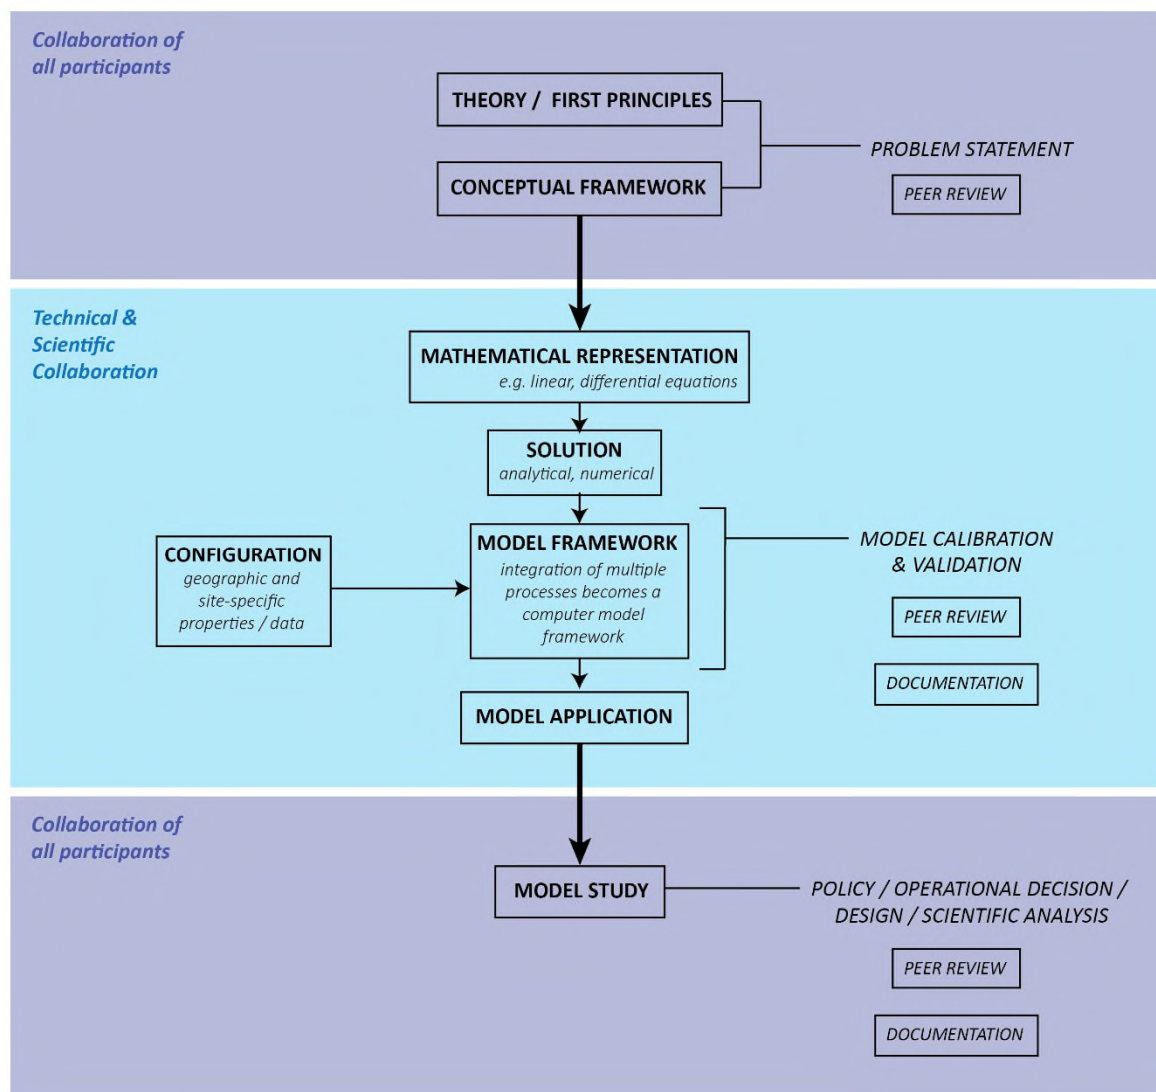 Collaboration of
all participants
THEORY / FIRST PRINCIPLES
CONCEPTUAL FRAMEWORK
PROBLEM STATEMENT
PEER REVIEW
Technical &
Scientific
Collaboration
MATHEMATICAL REPRESENTATION
e.g. linear, differential equations
SOLUTION
analytical, numerical
CONFIGURATION
geographic and
site-specific
properties / data
MODEL FRAMEWORK
integration of multiple
processes becomes a
computer model
framework
MODEL CALIBRATION
& VALIDATION
PEER REVIEW
DOCUMENTATION
MODEL APPLICATION
Collaboration of
all participants
MODEL STUDY
POLICY / OPERATIONAL DECISION /
DESIGN / SCIENTIFIC ANALYSIS
PEER REVIEW
DOCUMENTATION